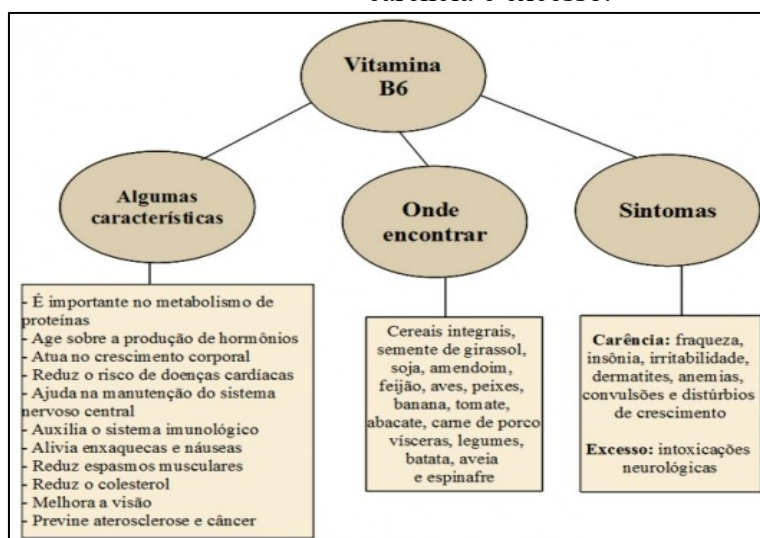 carência e excesso.
Vitamina
B6
Algumas
características
Onde
encontrar
Sintomas
- É importante no metabolismo de
proteínas
- Age sobre a produção de hormônios
- Atua no crescimento corporal
- Reduz o risco de doenças cardíacas
- Ajuda na manutenção do sistema
nervoso central
- Auxilia o sistema imunológico
- Alivia enxaquecas e náuseas
- Reduz espasmos musculares
- Reduz o colesterol
- Melhora a visão
- Previne aterosclerose e câncer
Cereais integrais,
semente de girassol,
soja, amendoim,
feijão, aves, peixes,
banana, tomate,
abacate, carne de porco
vísceras, legumes,
batata, aveia
e espinafre
Carência: fraqueza,
insônia, irritabilidade,
dermatites, anemias,
convulsões e distúrbios
de crescimento
Excesso: intoxicações
neurológicas